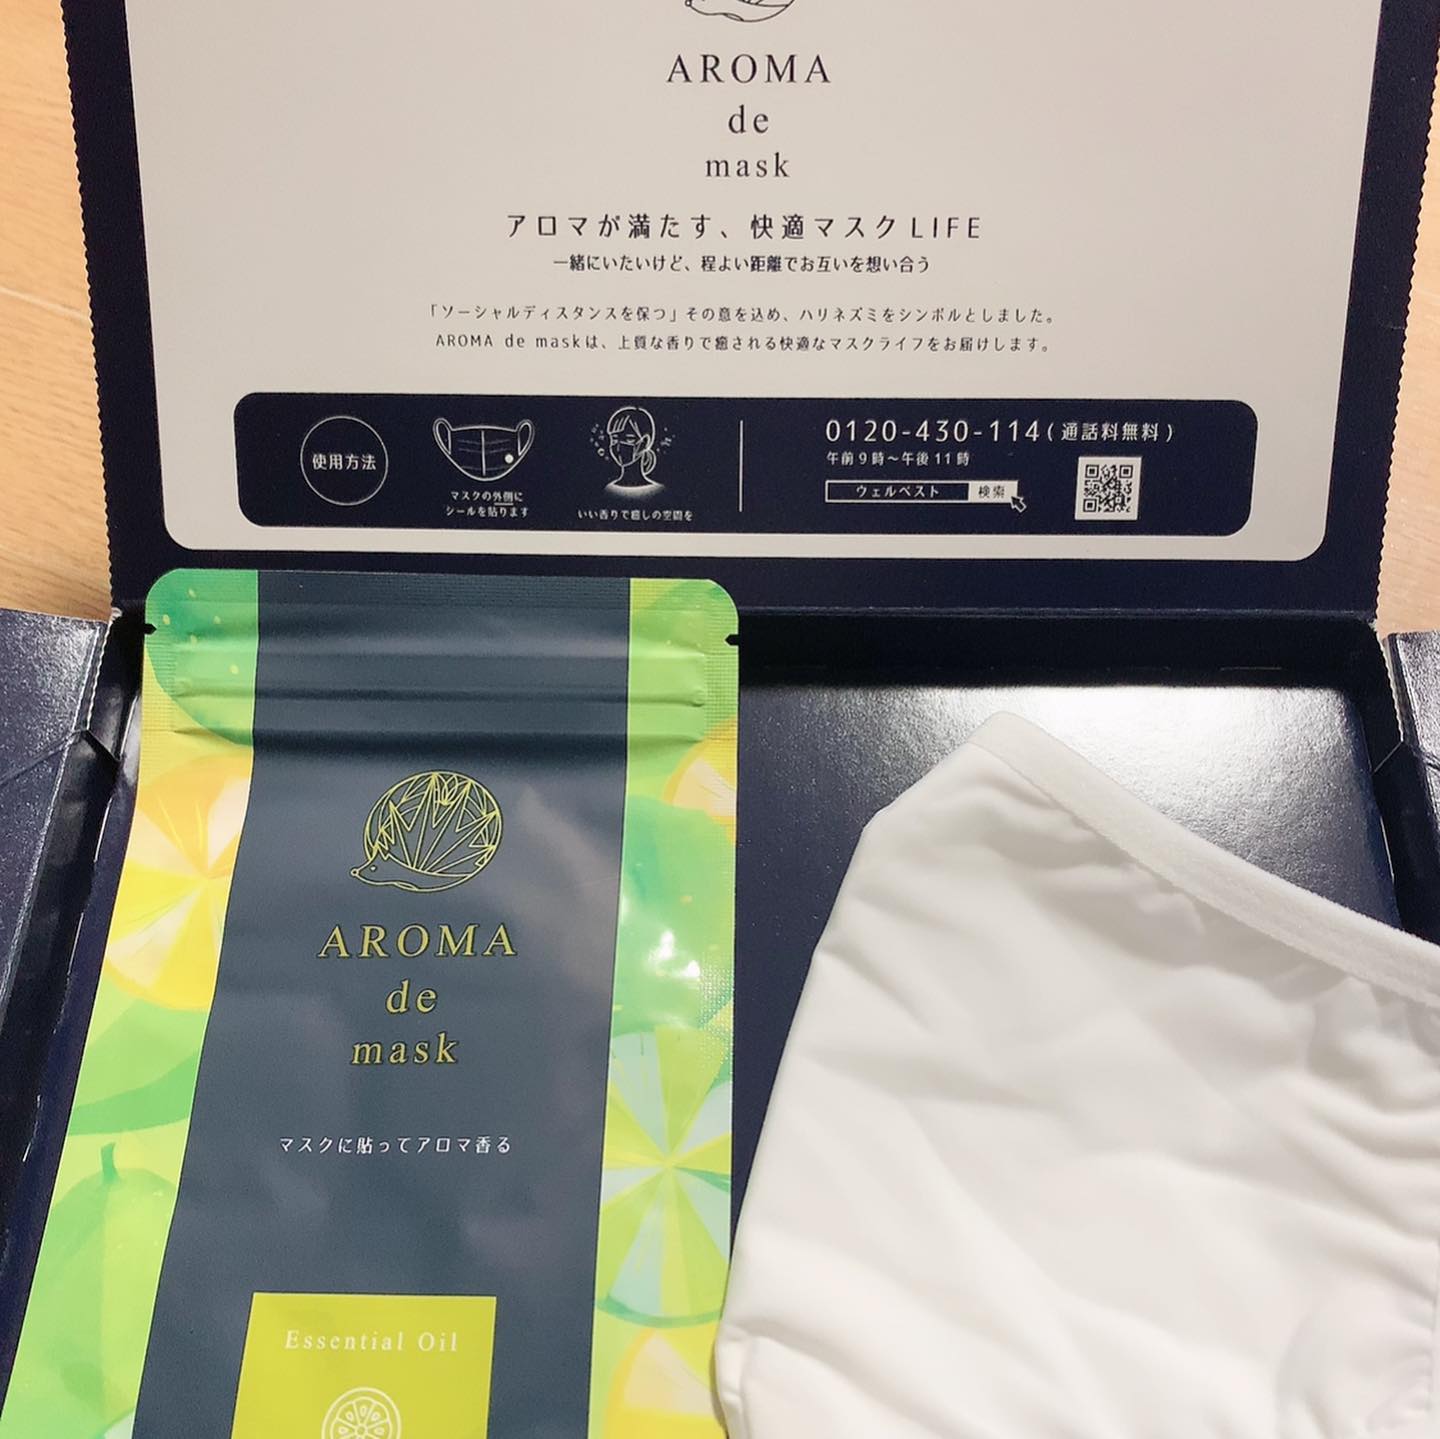 AROMA
de
mask
アロマが満たす、快適マスクLIFE
一緒にいたいけど、程よい距離でお互いを想い合う
「ソーシャルディスタンスを保つ」その意を込め、ハリネズミをシンボルとしました。
AROMA de maskは、上質な香りで癒される快適なマスクライフをお届けします。
使用方法
マスクの外側に
シールを貼ります
いい香りで癒しの空間を
0120-430-114(通話料無料)
午前9時〜午後11時
ウェルベスト 検索
AROMA
de
mask
マスクに貼ってアロマ香る
Essential Oil